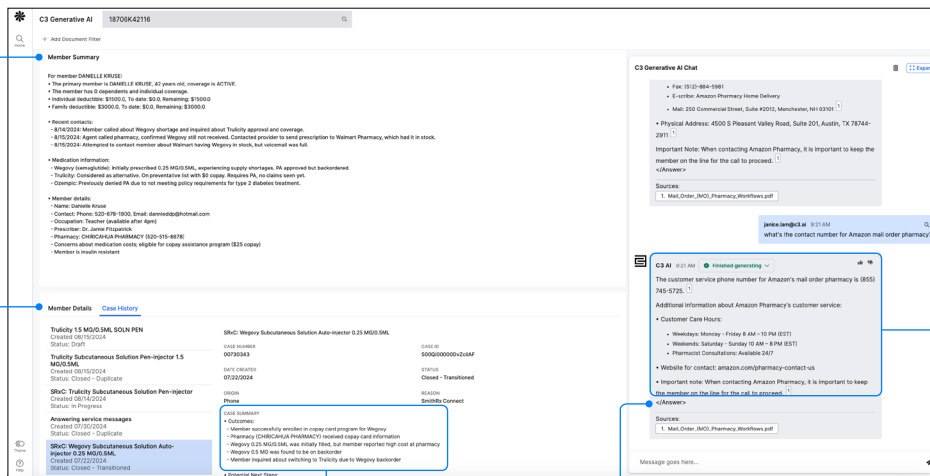 C3 Generative AI
18706K42116
Home
+ Add Document Filter
Member Summary
For member DANIELLE KRUSE:
• The primary member is DANIELLE KRUSE, 42 years old, coverage is ACTIVE.
• The member has 0 dependents and individual coverage.
• Individual deductible: $1500.0, To date: $0.0, Remaining: $1500.0
• Family deductible: $3000.0, To date: $0.0, Remaining: $3000.0
• Recent contacts:
- 8/14/2024: Member called about Wegovy shortage and inquired about Trulicity approval and coverage.
- 8/15/2024: Agent called pharmacy, confirmed Wegovy still not received. Contacted provider to send prescription to Walmart Pharmacy, which had it in stock.
- 8/15/2024: Attempted to contact member about Walmart having Wegovy in stock, but voicemail was full.
• Medication information:
- Wegovy (semaglutide): Initially prescribed 0.25 MG/0.5ML, experiencing supply shortages. PA approved but backordered.
- Trulicity: Considered as alternative. On preventative list with $0 copay. Requires PA, no claims seen yet.
- Ozempic: Previously denied PA due to not meeting policy requirements for type 2 diabetes treatment.
• Member details:
- Name: Danielle Kruse
- Contact: Phone: 520-678-1900, Email: dannieddp@hotmail.com
- Occupation: Teacher (available after 4pm)
- Prescriber: Dr. Jamie Fitzpatrick
- Pharmacy: CHIRICAHUA PHARMACY (520-515-8678)
- Concerns about medication costs; eligible for copay assistance program ($25 copay)
- Member is insulin resistant
Member Details
Case History
Trulicity 1.5 MG/0.5ML SOLN PEN
Created 08/15/2024
Status: Draft
Trulicity Subcutaneous Solution Pen-injector 1.5
MG/0.5ML
Created 08/15/2024
Status: Closed - Duplicate
SRxC: Trulicity Subcutaneous Solution Pen-injector
Created 08/14/2024
Status: In Progress
Answering service messages
Created 07/30/2024
Status: Closed - Duplicate
SRxC: Wegovy Subcutaneous Solution Auto-
injector 0.25 MG/0.5ML
Created 07/22/2024
Status: Closed - Transitioned
Theme
Help
SRxC: Wegovy Subcutaneous Solution Auto-injector 0.25 MG/0.5ML
CASE NUMBER
00730343
CASE ID
DATE CREATED
07/22/2024
STATUS
Closed - Transitioned
ORIGIN
Phone
REASON
SmithRx Connect
CASE SUMMARY
• Outcomes:
- Member successfully enrolled in copay card program for Wegovy
- Pharmacy (CHIRICAHUA PHARMACY) received copay card information
- Wegovy 0.25 MG/0.5ML was initially filled, but member reported high cost at pharmacy
- Wegovy 0.5 MG was found to be on backorder
- Member inquired about switching to Trulicity due to Wegovy backorder
• Potential Next Steps:
C3 Generative AI Chat
• Fax: (512)-884-5981
• E-scribe: Amazon Pharmacy Home Delivery
• Mail: 250 Commercial Street, Suite #2012, Manchester, NH 03101 1
• Physical Address: 4500 S Pleasant Valley Road, Suite 201, Austin, TX 78744-
2911 1
Important Note: When contacting Amazon Pharmacy, it is important to keep the
member on the line for the call to proceed. 1
</Answer>
Sources:
1. Mail_Order_(MO)_Pharmacy_Workflows.pdf
janice.lam@c3.ai 9:21 AM
what's the contact number for Amazon mail order pharmacy?
C3 AI 9:21 AM Finished generating
The customer service phone number for Amazon's mail order pharmacy is (855)
745-5725. 1
Additional information about Amazon Pharmacy's customer service:
• Customer Care Hours:
• Weekdays: Monday - Friday 8 AM – 10 PM (EST)
• Weekends: Saturday - Sunday 10 AM – 8 PM (EST)
• Pharmacist Consultations: Available 24/7
• Website for contact: amazon.com/pharmacy-contact-us
• Important note: When contacting Amazon Pharmacy, it is important to keep
the member on the line for the call to proceed. 1
</Answer>
Sources:
1. Mail_Order_(MO)_Pharmacy_Workflows.pdf
Message goes here...